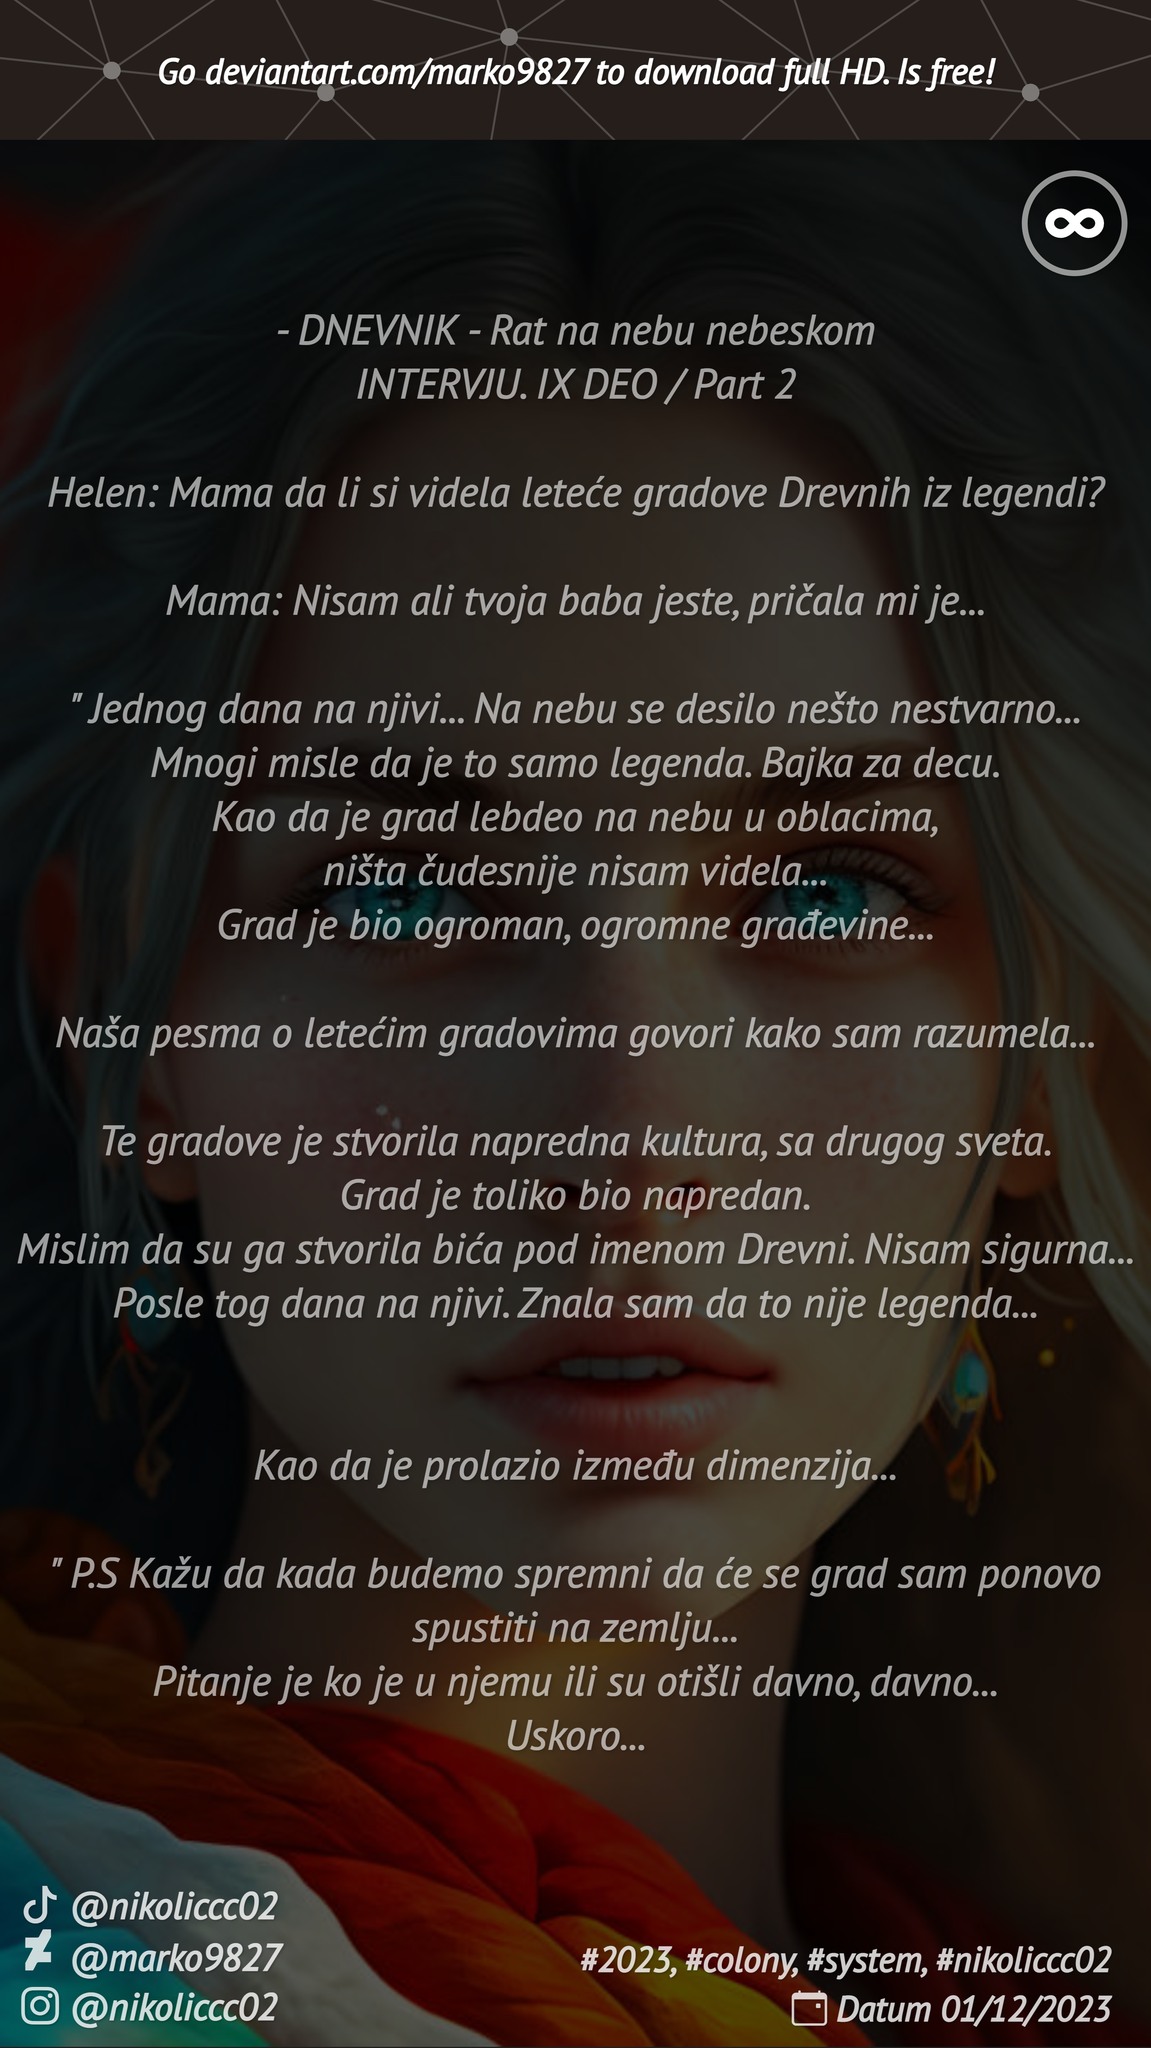 Go deviantart.com/marko9827 to download full HD. Is free!
- DNEVNIK - Rat na nebu nebeskom
INTERVJU. IX DEO / Part 2
Helen: Mama da li si videla leteće gradove Drevnih iz legendi?
Mama: Nisam ali tvoja baba jeste, pričala mi je...
" Jednog dana na njivi... Na nebu se desilo nešto nestvarno...
Mnogi misle da je to samo legenda. Bajka za decu.
Kao da je grad lebdeo na nebu u oblacima,
ništa čudesnije nisam videla...
Grad je bio ogroman, ogromne građevine...
Naša pesma o letećim gradovima govori kako sam razumela...
Te gradove je stvorila napredna kultura, sa drugog sveta.
Grad je toliko bio napredan.
Mislim da su ga stvorila bića pod imenom Drevni. Nisam sigurna...
Posle tog dana na njivi. Znala sam da to nije legenda...
Kao da je prolazio između dimenzija...
" P.S Kažu da kada budemo spremni da će se grad sam ponovo
spustiti na zemlju...
Pitanje je ko je u njemu ili su otišli davno, davno...
Uskoro...
@nikoliccc02
@marko9827
@nikoliccc02
#2023, #colony, #system, #nikoliccc02
Datum 01/12/2023